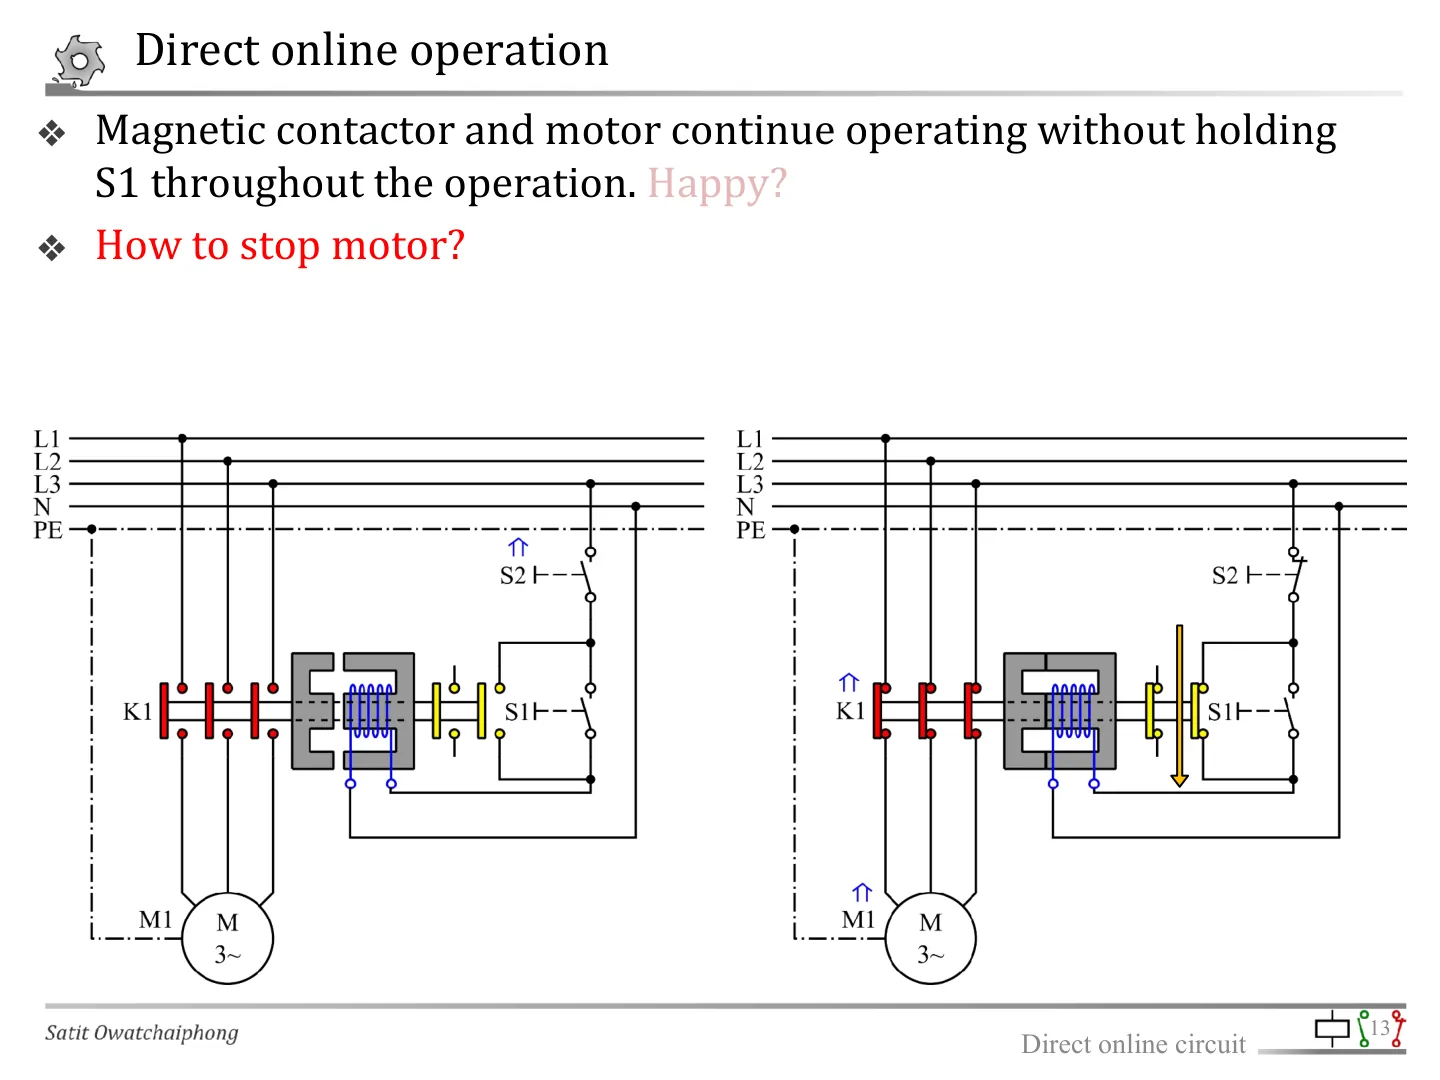 Direct online operation
❖ Magnetic contactor and motor continue operating without holding
S1 throughout the operation. Happy?
❖ How to stop motor?
L1
L2
L3
N
PE
S2
K1
S1
M1
M
3~
L1
L2
L3
N
PE
S2
K1
S1
M1
M
3~
Satit Owatchaiphong
Direct online circuit
13